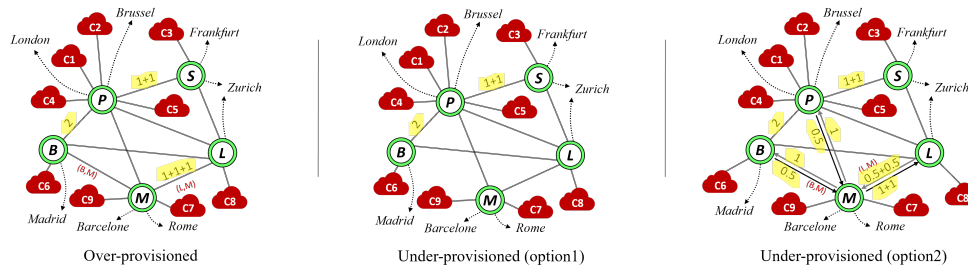 C2
Brussel
C3
London
Frankfurt
C1
1+1
S
Zurich
C4
P
C5
2
B
L
1+1+1
(B,M)
(L,M)
C6
C9
M
C7
C8
Madrid
Barcelone
Rome
Over-provisioned
C2
Brussel
C3
London
Frankfurt
C1
1+1
S
Zurich
C4
P
C5
2
B
L
C6
C9
M
C7
C8
Madrid
Barcelone
Rome
Under-provisioned (option1)
C2
Brussel
C3
London
Frankfurt
C1
1+1
S
Zurich
C4
P
C5
2
1
0.5
B
L
1
0.5
(B,M)
(L,M)
0.5+0.5
1+1
C6
C9
M
C7
C8
Madrid
Barcelone
Rome
Under-provisioned (option2)